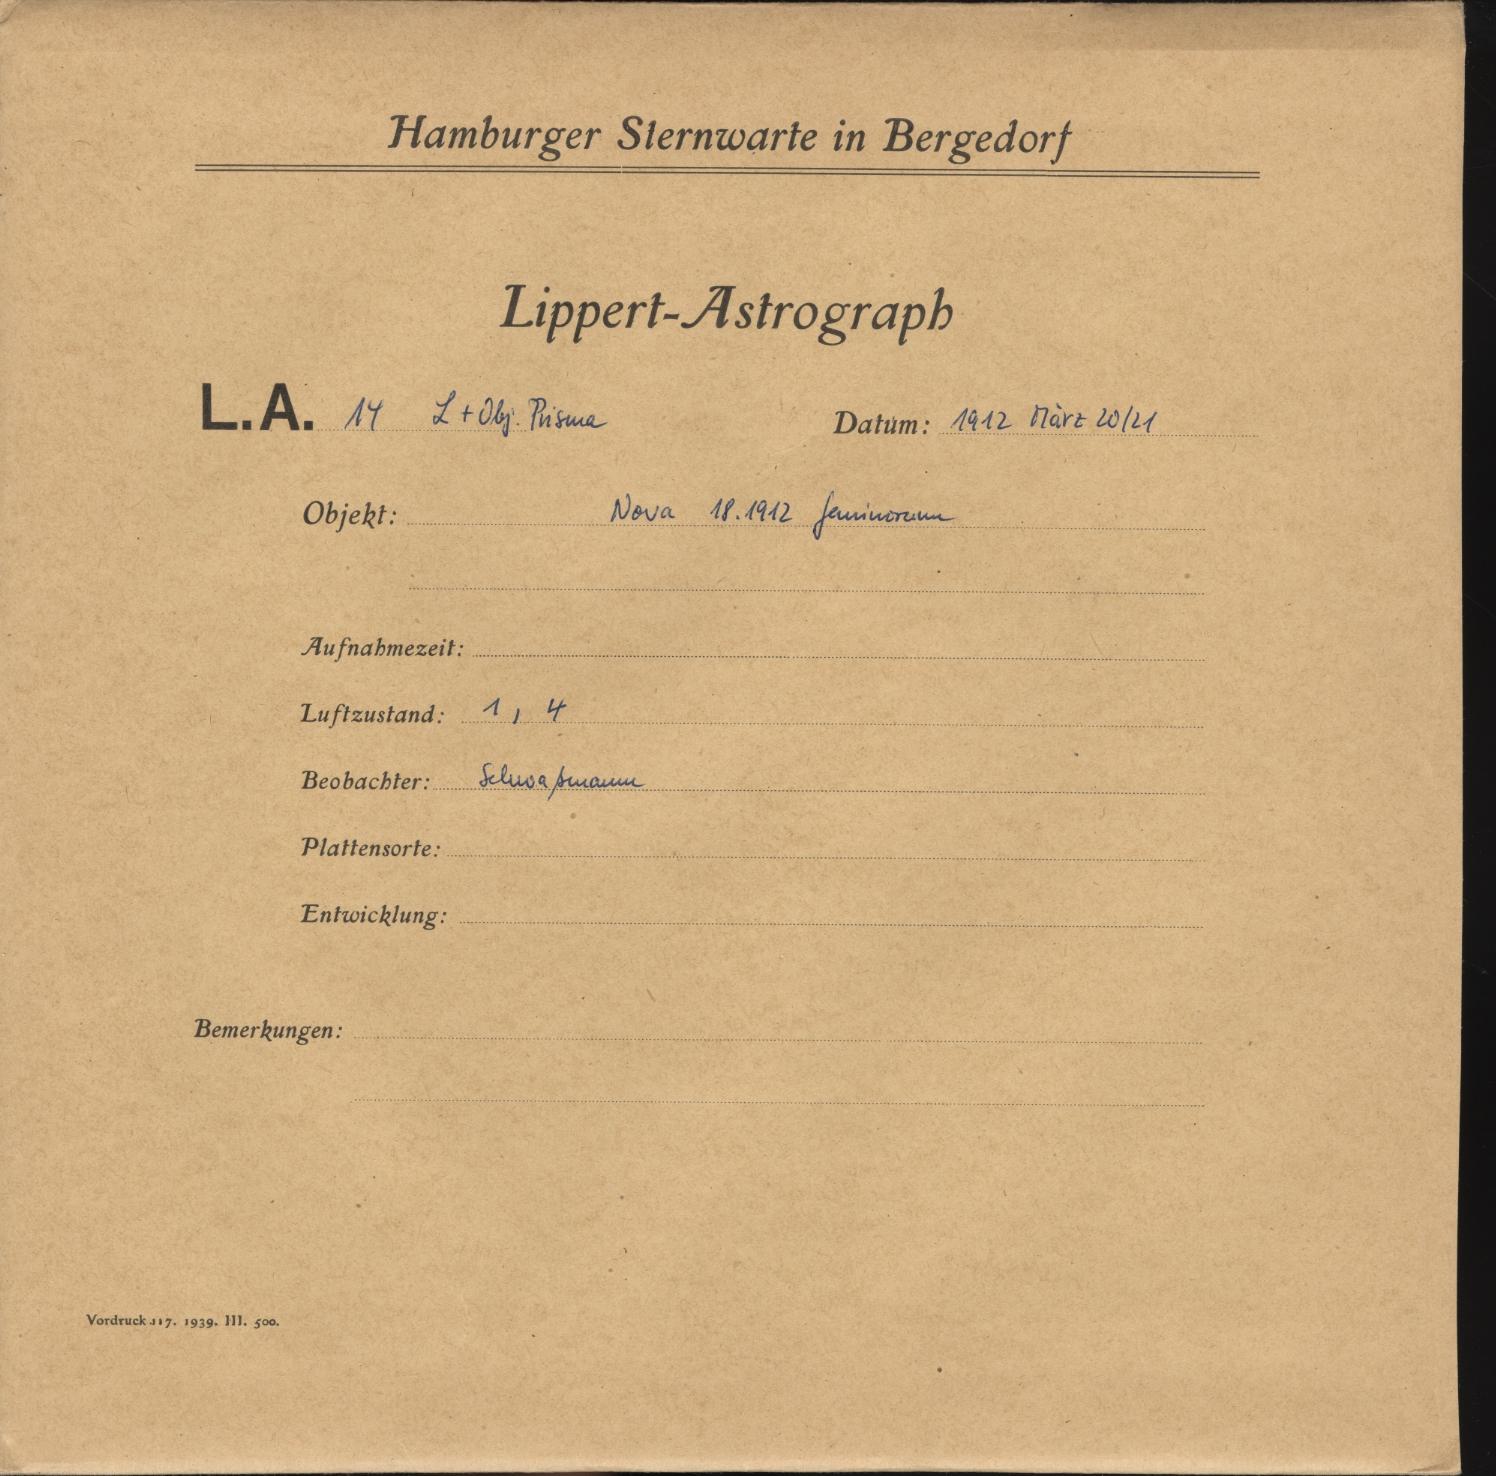 Hamburger Sternwarte in Bergedorf
Lippert-Astrograph
L.A. 14 L + Obj. Prisma Datum: 1912 März 20/21
Objekt: Nova 18.1912 Geminorum
Aufnahmezeit:
Luftzustand: 1, 4
Beobachter: Schwaßmann
Plattensorte:
Entwicklung:
Bemerkungen:
Vordruck 117. 1939. III. 500.